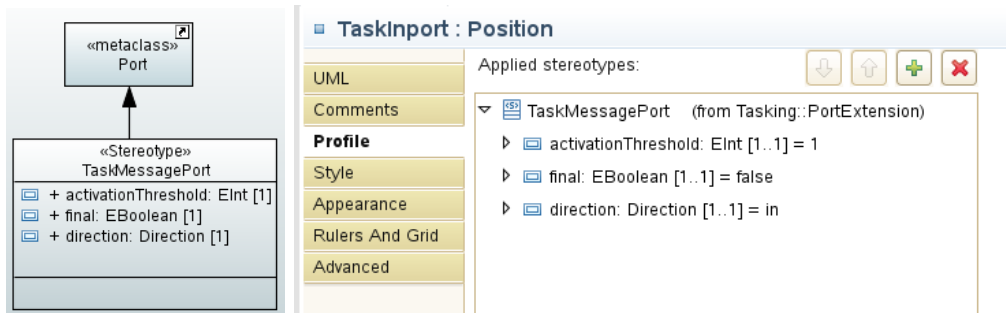 «metaclass»
Port
«Stereotype»
TaskMessagePort
+ activationThreshold: EInt [1]
+ final: EBoolean [1]
+ direction: Direction [1]
TaskInport : Position
UML
Comments
Profile
Style
Appearance
Rulers And Grid
Advanced
Applied stereotypes:
TaskMessagePort (from Tasking::PortExtension)
activationThreshold: EInt [1..1] = 1
final: EBoolean [1..1] = false
direction: Direction [1..1] = in